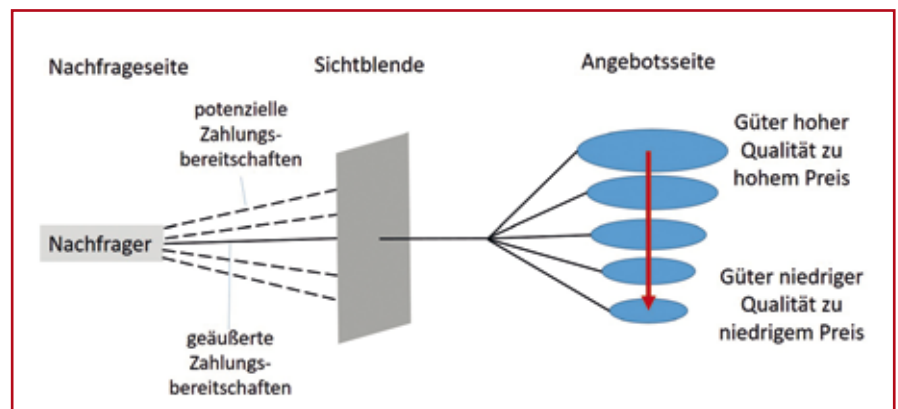 Nachfrageseite
Sichtblende
Angebotsseite
potenzielle
Zahlungs-
bereitschaften
Nachfrager
geäußerte
Zahlungs-
bereitschaften
Güter hoher
Qualität zu
hohem Preis
Güter niedriger
Qualität zu
niedrigem Preis